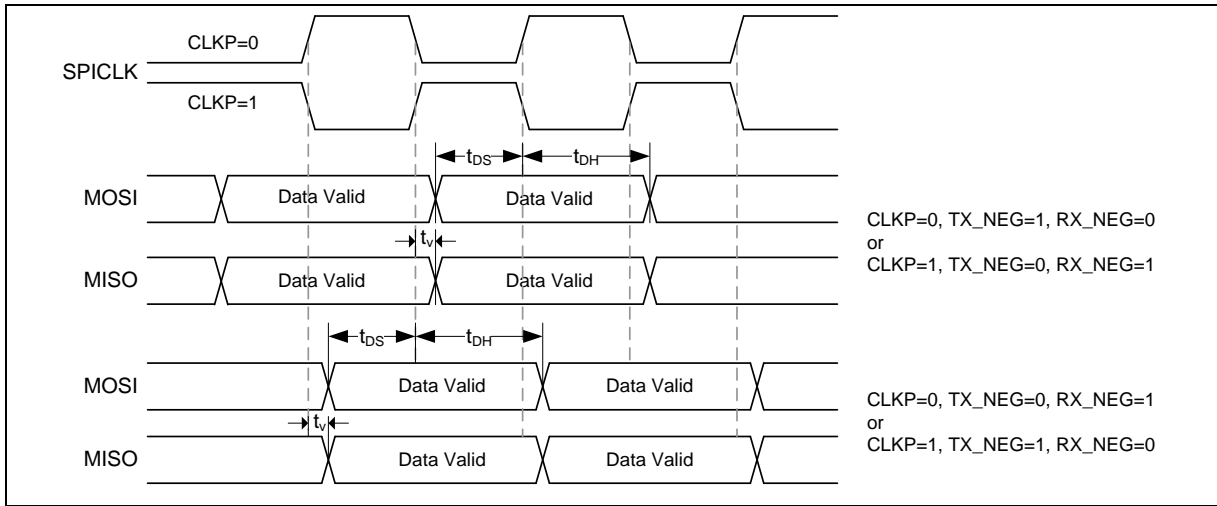 CLKP=0
SPICLK
CLKP=1
tDS
tDH
MOSI
Data Valid
Data Valid
CLKP=0, TX_NEG=1, RX_NEG=0
or
CLKP=1, TX_NEG=0, RX_NEG=1
tv
MISO
Data Valid
Data Valid
tDS
tDH
MOSI
Data Valid
Data Valid
CLKP=0, TX_NEG=0, RX_NEG=1
or
CLKP=1, TX_NEG=1, RX_NEG=0
tv
MISO
Data Valid
Data Valid